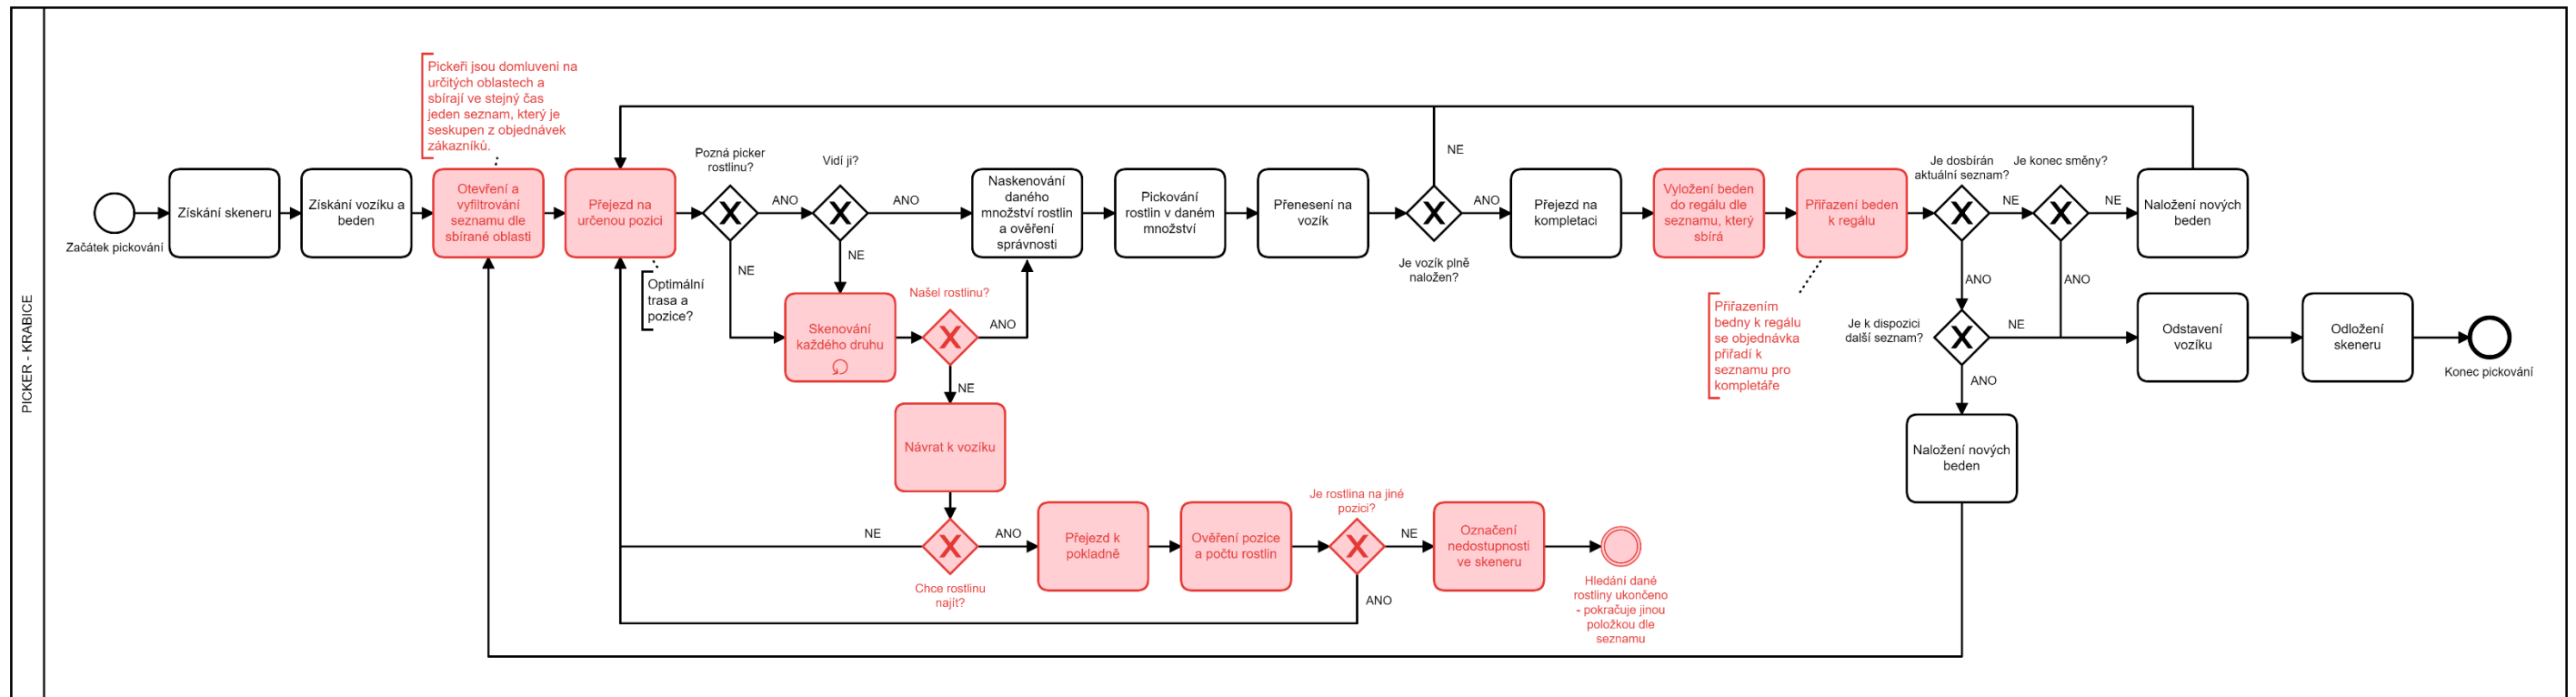 PICKER - KRABICE
Začátek pickování
Získání skeneru
Získání vozíku a
beden
Pickeři jsou domluveni na
určitých oblastech a
sbírají ve stejný čas
jeden seznam, který je
seskupen z objednávek
zákazníků.
Otevření a
vyfiltrování
seznamu dle
sbírané oblasti
Přejezd na
určenou pozici
Optimální
trasa a
pozice?
Pozná picker
rostlinu?
ANO
NE
Vidí ji?
ANO
NE
Skenování
každého druhu
Našel rostlinu?
ANO
NE
Naskenování
daného
množství rostlin
a ověření
správnosti
Pickování
rostlin v daném
množství
Přenesení na
vozík
NE
ANO
Je vozík plně
naložen?
Přejezd na
kompletaci
Vyložení beden
do regálu dle
seznamu, který
sbírá
Přiřazení beden
k regálu
Přiřazením
bedny k regálu
se objednávka
přiřadí k
seznamu pro
kompletáře
Je dosbírán
aktuální seznam?
NE
ANO
Je konec směny?
NE
ANO
Naložení nových
beden
Je k dispozici
další seznam?
NE
ANO
Odstavení
vozíku
Odložení
skeneru
Konec pickování
Naložení nových
beden
Návrat k vozíku
NE
ANO
Chce rostlinu
najít?
Přejezd k
pokladně
Ověření pozice
a počtu rostlin
Je rostlina na jiné
pozici?
NE
ANO
Označení
nedostupnosti
ve skeneru
Hledání dané
rostliny ukončeno
- pokračuje jinou
položkou dle
seznamu